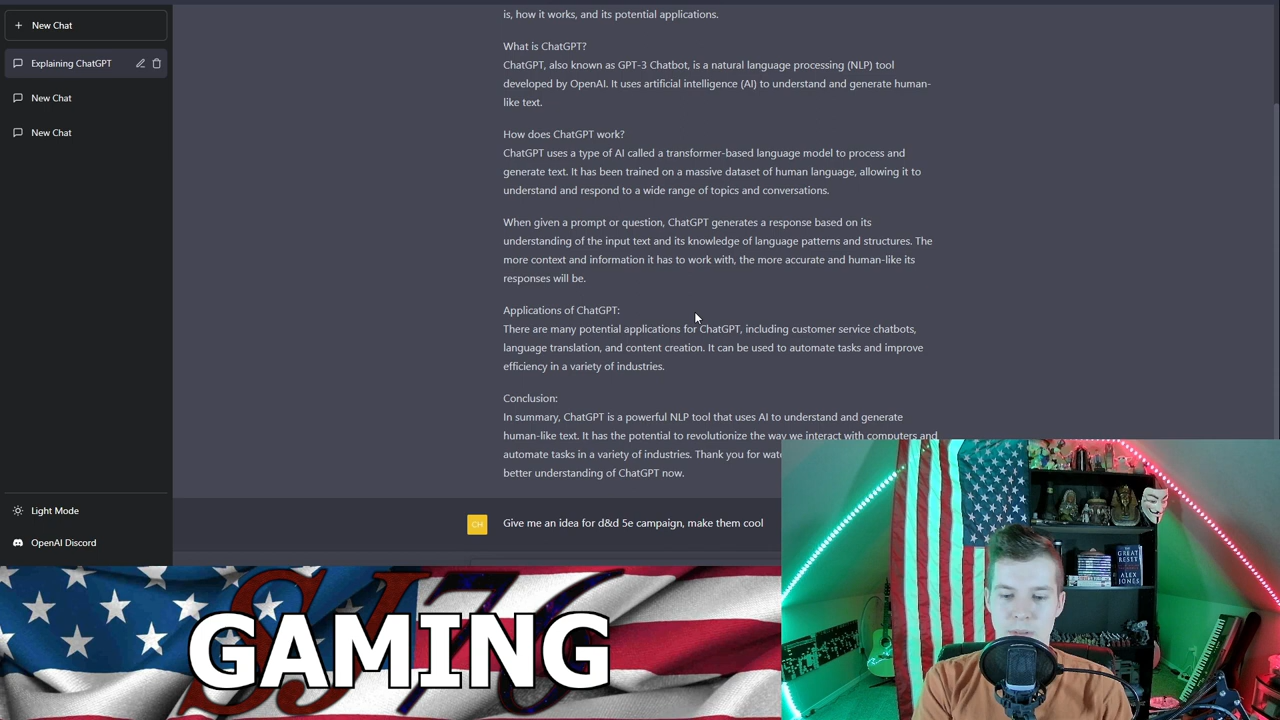 New Chat
Explaining ChatGPT
New Chat
New Chat
Light Mode
OpenAI Discord
is, how it works, and its potential applications.
What is ChatGPT?
ChatGPT, also known as GPT-3 Chatbot, is a natural language processing (NLP) tool
developed by OpenAI. It uses artificial intelligence (AI) to understand and generate human-
like text.
How does ChatGPT work?
ChatGPT uses a type of AI called a transformer-based language model to process and
generate text. It has been trained on a massive dataset of human language, allowing it to
understand and respond to a wide range of topics and conversations.
When given a prompt or question, ChatGPT generates a response based on its
understanding of the input text and its knowledge of language patterns and structures. The
more context and information it has to work with, the more accurate and human-like its
responses will be.
Applications of ChatGPT:
There are many potential applications for ChatGPT, including customer service chatbots,
language translation, and content creation. It can be used to automate tasks and improve
efficiency in a variety of industries.
Conclusion:
In summary, ChatGPT is a powerful NLP tool that uses AI to understand and generate
human-like text. It has the potential to revolutionize the way we interact with computers and
automate tasks in a variety of industries. Thank you for wat
better understanding of ChatGPT now.
CH
Give me an idea for d&d 5e campaign, make them cool
SJ76
GAMING
THE
GREAT
RESET
ALEX
JONES